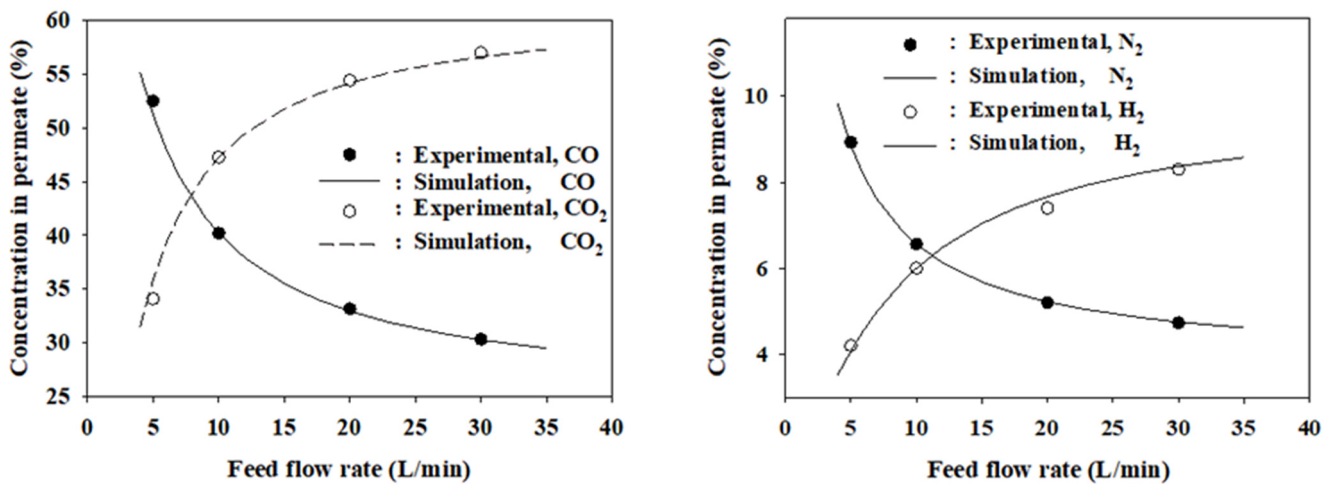 Concentration in permeate (%)
60
55
50
45
40
35
30
25
: Experimental, CO
: Simulation, CO
: Experimental, CO₂
: Simulation, CO₂
0 5 10 15 20 25 30 35 40
Feed flow rate (L/min)
Concentration in permeate (%)
10
8
6
4
: Experimental, N₂
: Simulation, N₂
: Experimental, H₂
: Simulation, H₂
0 5 10 15 20 25 30 35 40
Feed flow rate (L/min)